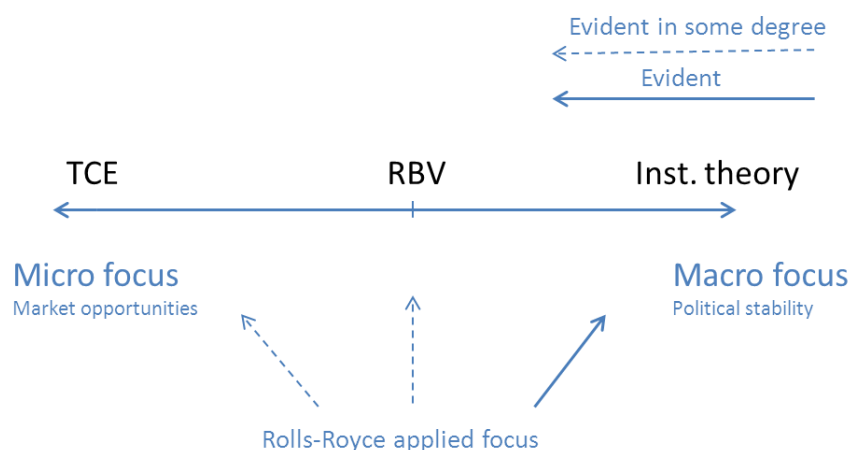 Evident in some degree
Evident
TCE
RBV
Inst. theory
Micro focus
Macro focus
Market opportunities
Political stability
Rolls-Royce applied focus